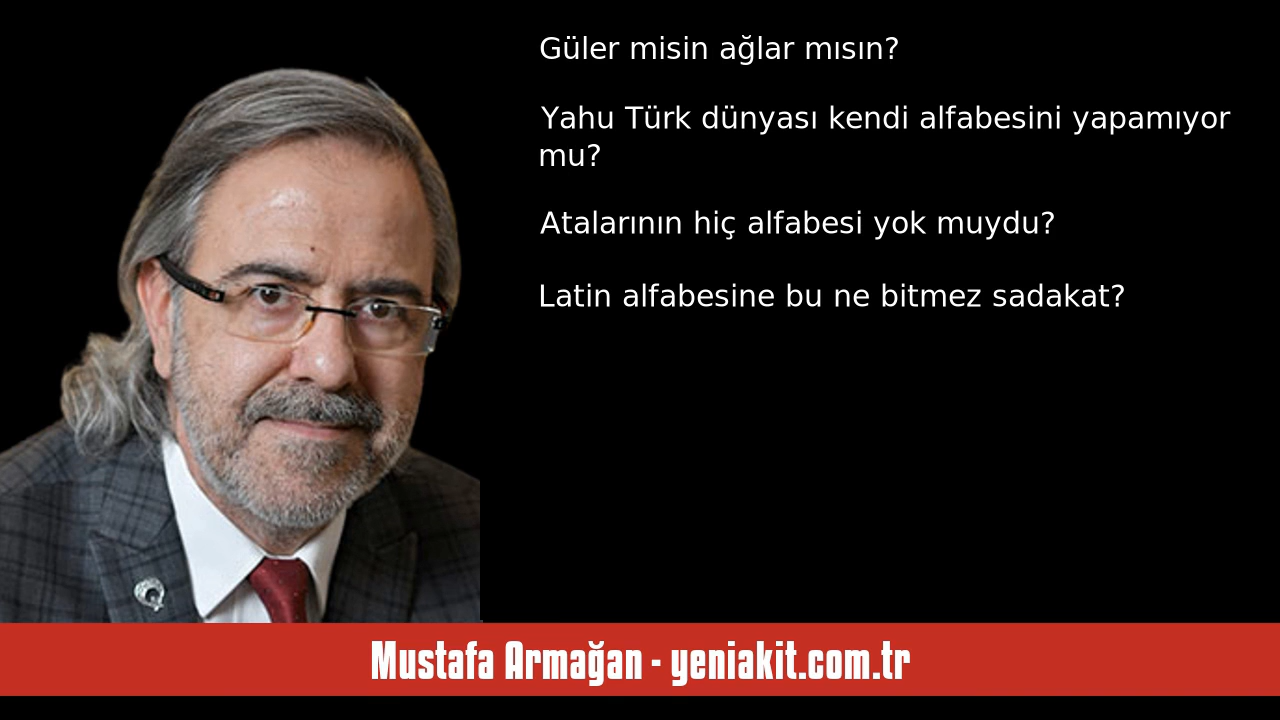 Güler misin ağlar mısın?
Yahu Türk dünyası kendi alfabesini yapamıyor
mu?
Atalarının hiç alfabesi yok muydu?
Latin alfabesine bu ne bitmez sadakat?
Mustafa Armağan - yeniakit.com.tr